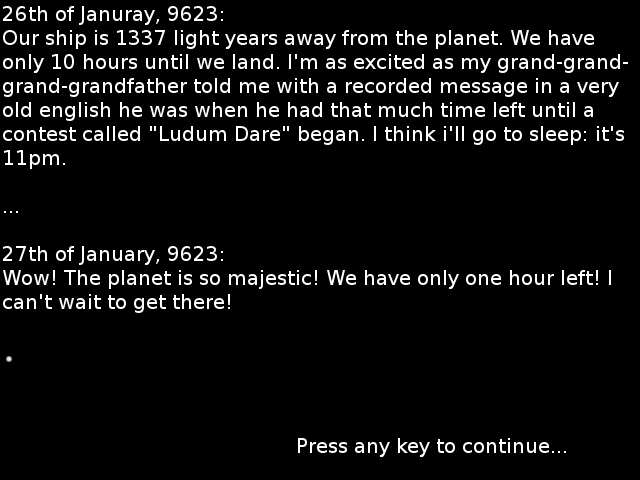 26th of Januray, 9623:
Our ship is 1337 light years away from the planet. We have
only 10 hours until we land. I'm as excited as my grand-grand-
grand-grandfather told me with a recorded message in a very
old english he was when he had that much time left until a
contest called "Ludum Dare" began. I think i'll go to sleep: it's
11pm.
...
27th of January, 9623:
Wow! The planet is so majestic! We have only one hour left! I
can't wait to get there!
Press any key to continue...